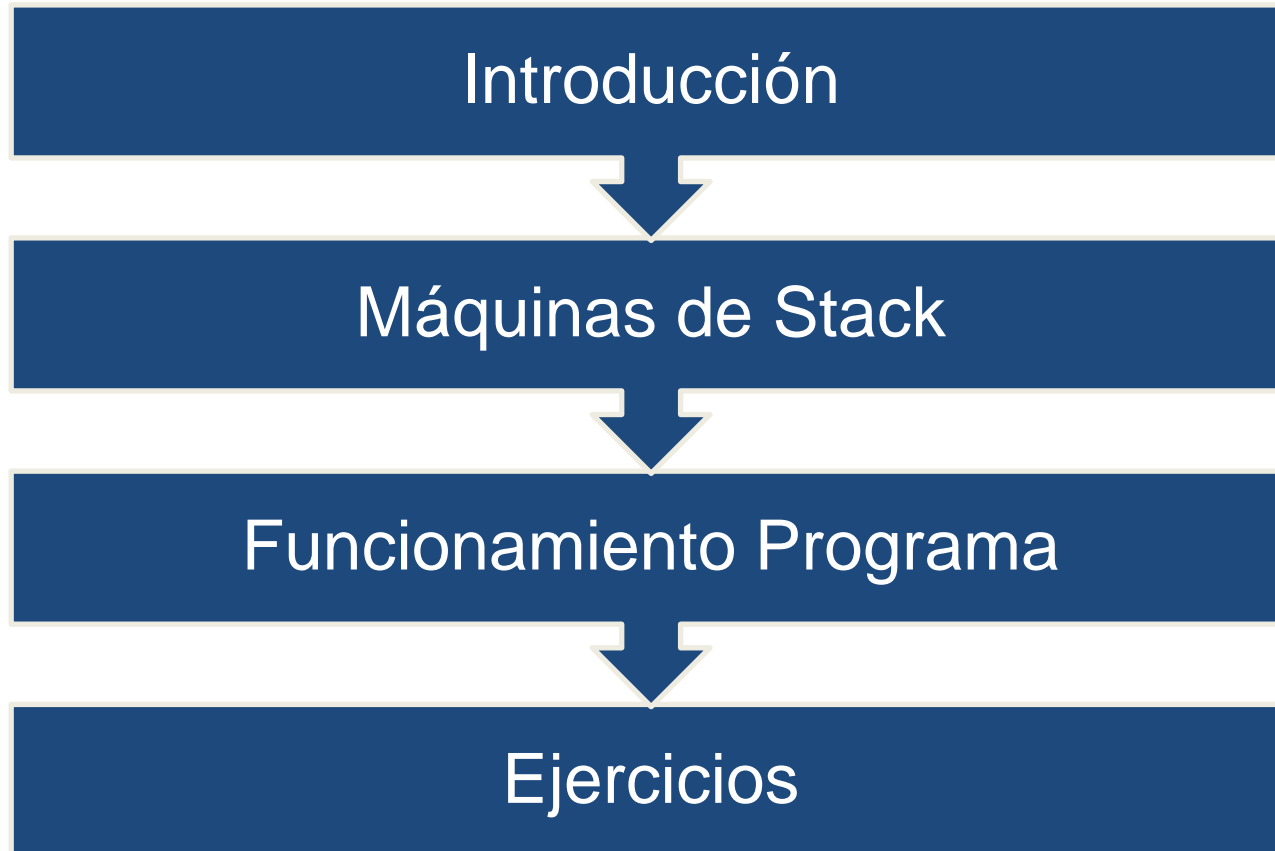 Introducción
Máquinas de Stack
Funcionamiento Programa
Ejercicios